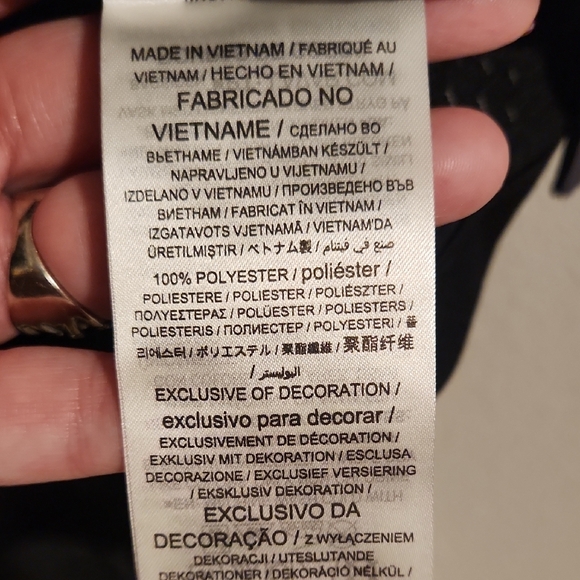 MADE IN VIETNAM / FABRIQUÉ AU
VIETNAM / HECHO EN VIETNAM /
FABRICADO NO
VIETNAME / СДЕЛАНО ВО
ВЬЕТНАМЕ / VIETNÁMBAN KÉSZÜLT /
NAPRAVLJENO U VIJETNAMU /
IZDELANO V VIETNAMU / ПРОИЗВЕДЕНО ВЪВ
ВИЕТНАМ / FABRICAT ÎN VIETNAM /
IZGATAVOTS VJETNAMĀ / VIETNAM'DA
ÜRETILMIŞTIR / ベトナム製 / صنع في فيتنام
100% POLYESTER / poliéster /
POLIESTERE / POLIESTER / POLIÉSZTER /
ΠΟΛΥΕΣΤΕΡΑΣ / POLÜESTER / POLIESTERS /
POLIESTERIS / ПОЛИЕСТЕР / POLYESTERI / 폴
리에스터 / ポリエステル / 聚酯纖維 / 聚酯纤维
/ البوليستر
EXCLUSIVE OF DECORATION /
exclusivo para decorar /
EXCLUSIVEMENT DE DÉCORATION /
EXKLUSIV MIT DEKORATION / ESCLUSA
DECORAZIONE / EXCLUSIEF VERSIERING
/ EKSKLUSIV DEKORATION /
EXCLUSIVO DA
DECORAÇÃO / Z WYŁĄCZENIEM
DEKORACJI / UTESLUTANDE
DEKORATIONER / DEKORÁCIÓ NÉLKÜL /